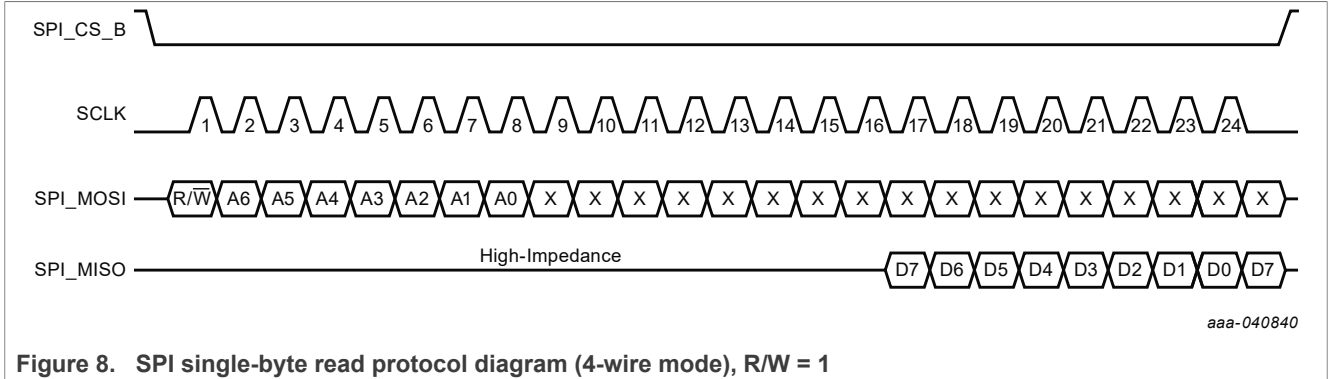 SPI_CS_B
SCLK 1 2 3 4 5 6 7 8 9 10 11 12 13 14 15 16 17 18 19 20 21 22 23 24
SPI_MOSI R/W̅ A6 A5 A4 A3 A2 A1 A0 X X X X X X X X X X X X X X X X X
SPI_MISO High-Impedance D7 D6 D5 D4 D3 D2 D1 D0 D7
aaa-040840
Figure 8. SPI single-byte read protocol diagram (4-wire mode), R/W = 1